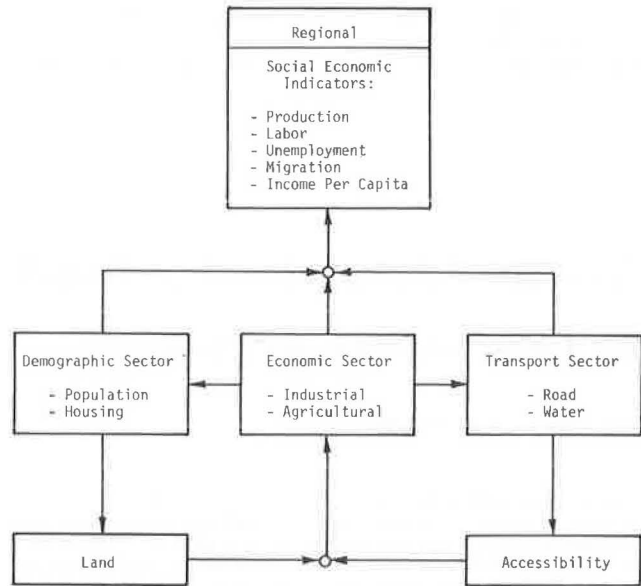 Regional
Social Economic
Indicators:
- Production
- Labor
- Unemployment
- Migration
- Income Per Capita
Demographic Sector
- Population
- Housing
Economic Sector
- Industrial
- Agricultural
Transport Sector
- Road
- Water
Land
Accessibility